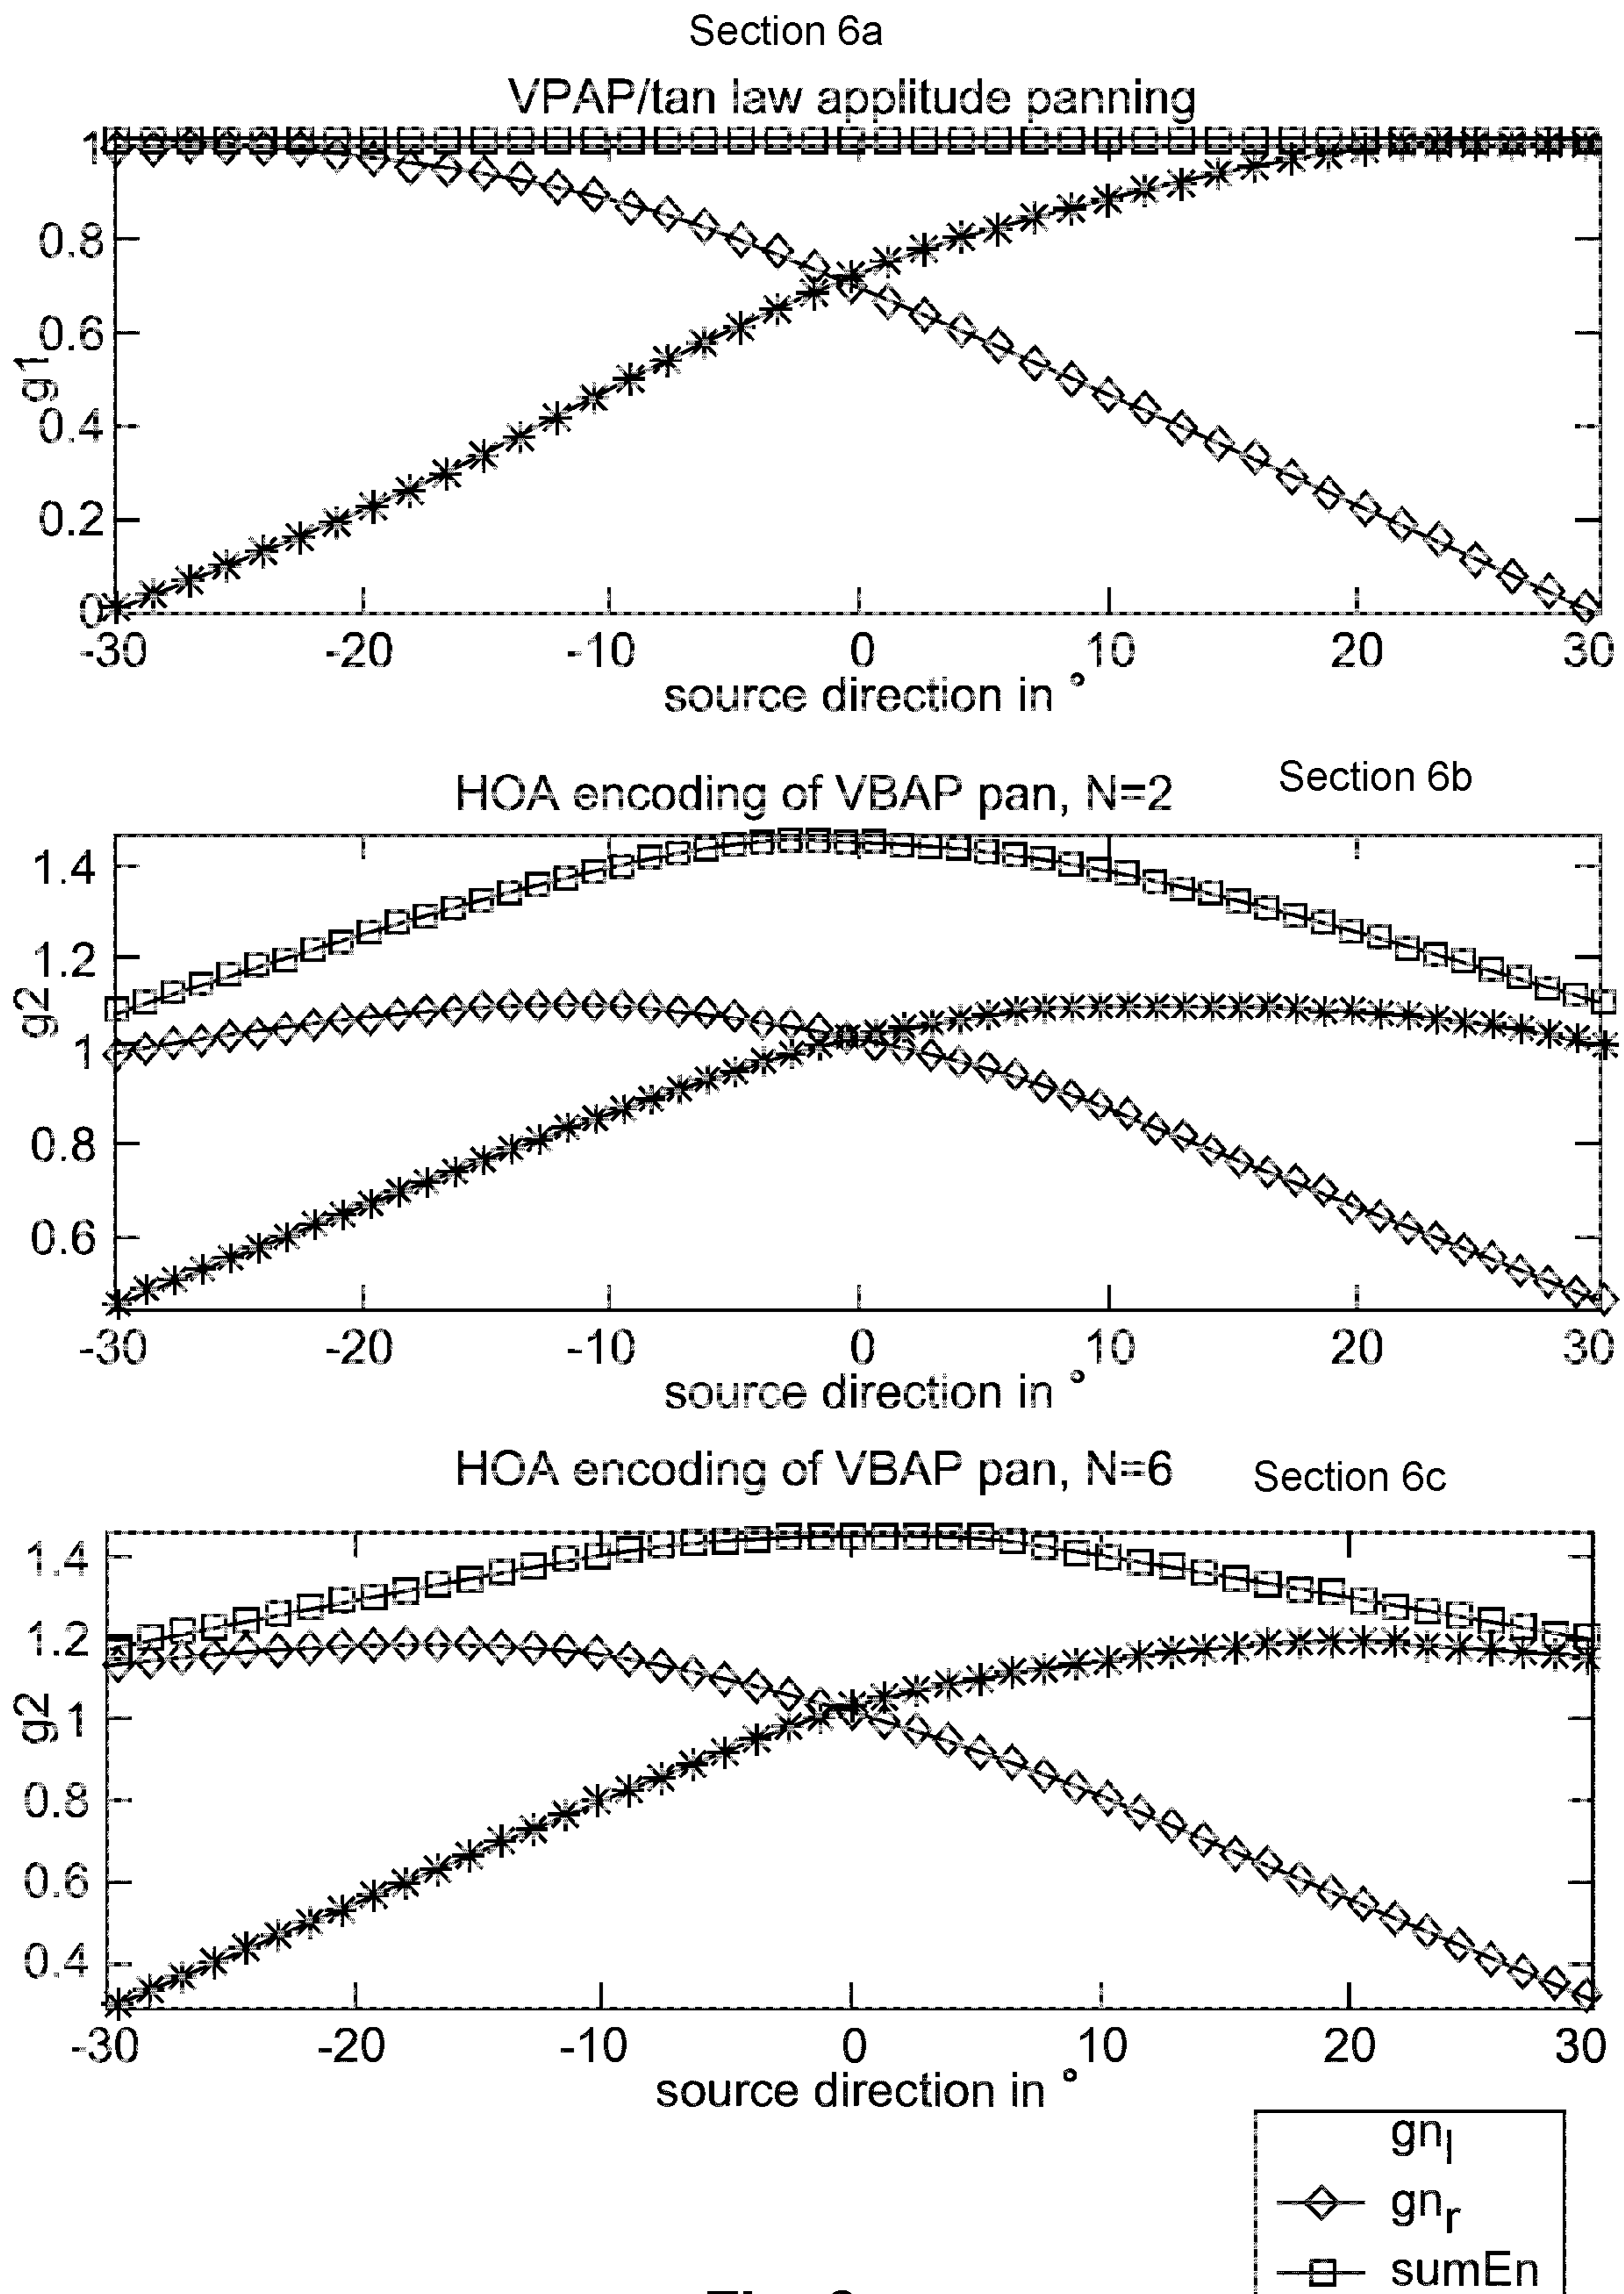 Section 6a
VPAP/tan law applitude panning
1
0.8
0.6
0.4
0.2
0
g1
-30 -20 -10 0 10 20 30
source direction in °
HOA encoding of VBAP pan, N=2 Section 6b
1.4
1.2
1
0.8
0.6
g2
-30 -20 -10 0 10 20 30
source direction in °
HOA encoding of VBAP pan, N=6 Section 6c
1.4
1.2
1
0.8
0.6
0.4
g2
-30 -20 -10 0 10 20 30
source direction in °
gnl
gnr
sumEn